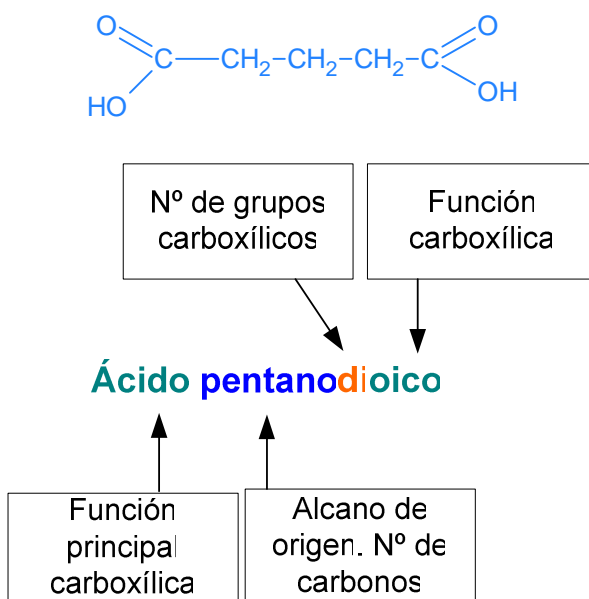 O O
C CH2 CH2 CH2 C
HO OH
Nº de grupos
carboxílicos
Función
carboxílica
Ácido pentanodioico
Función
principal
carboxílica
Alcano de
origen. Nº de
carbonos